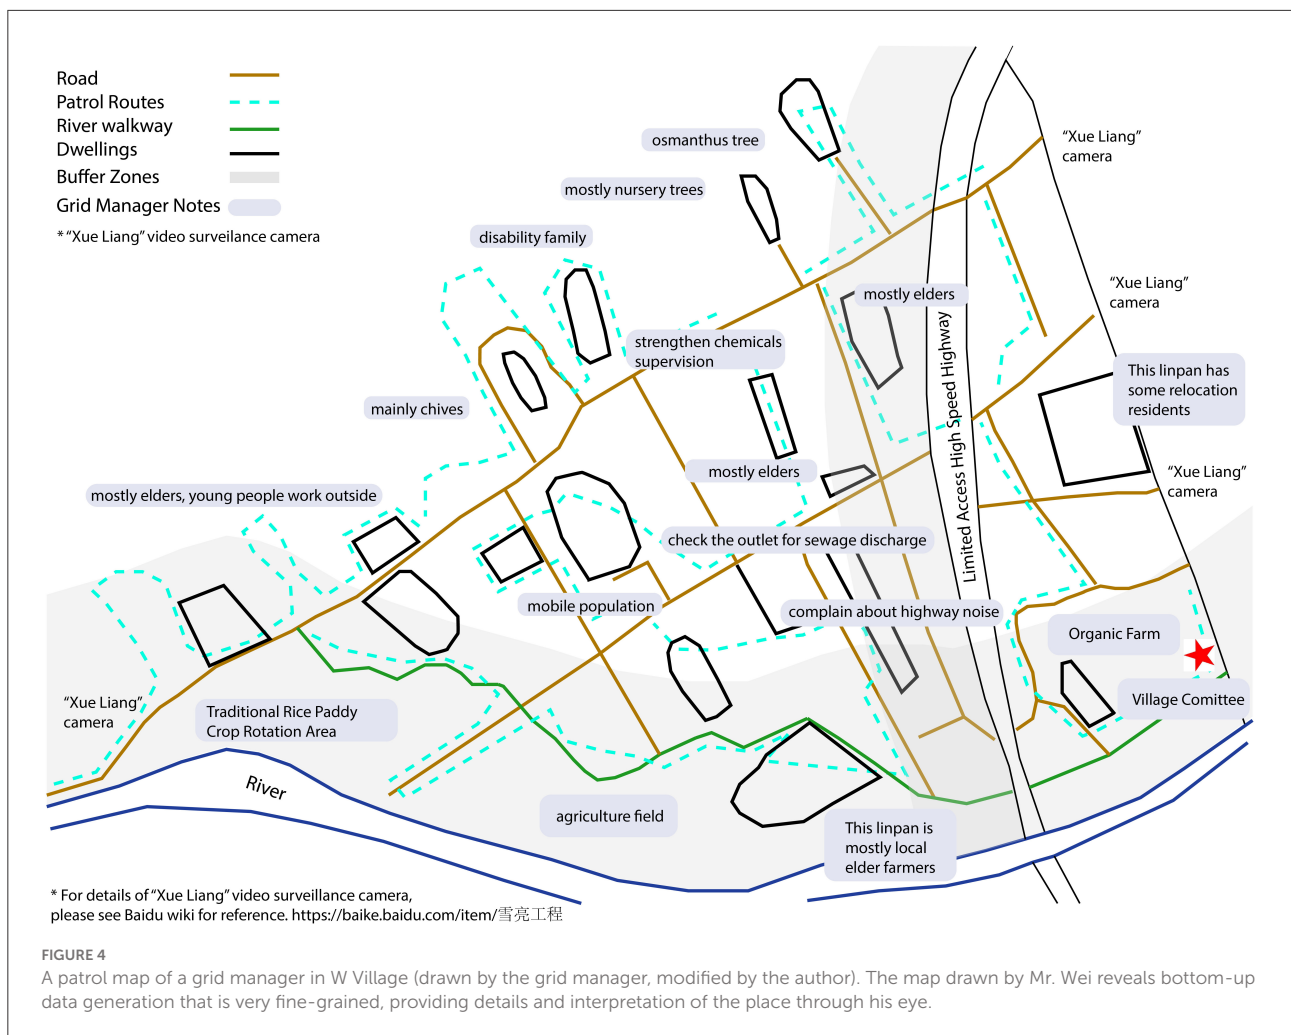 Road
Patrol Routes
River walkway
Dwellings
Buffer Zones
Grid Manager Notes
* “Xue Liang” video surveilance camera
osmanthus tree
“Xue Liang”
camera
mostly nursery trees
disability family
“Xue Liang”
camera
mostly elders
strengthen chemicals
supervision
Limited Access High Speed Highway
This linpan has
some relocation
residents
mainly chives
mostly elders
“Xue Liang”
camera
mostly elders, young people work outside
check the outlet for sewage discharge
mobile population
complain about highway noise
Organic Farm
“Xue Liang”
camera
Village Comittee
Traditional Rice Paddy
Crop Rotation Area
River
agriculture field
This linpan is
mostly local
elder farmers
* For details of “Xue Liang” video surveillance camera,
please see Baidu wiki for reference. https://baike.baidu.com/item/雪亮工程
FIGURE 4
A patrol map of a grid manager in W Village (drawn by the grid manager, modified by the author). The map drawn by Mr. Wei reveals bottom-up
data generation that is very fine-grained, providing details and interpretation of the place through his eye.